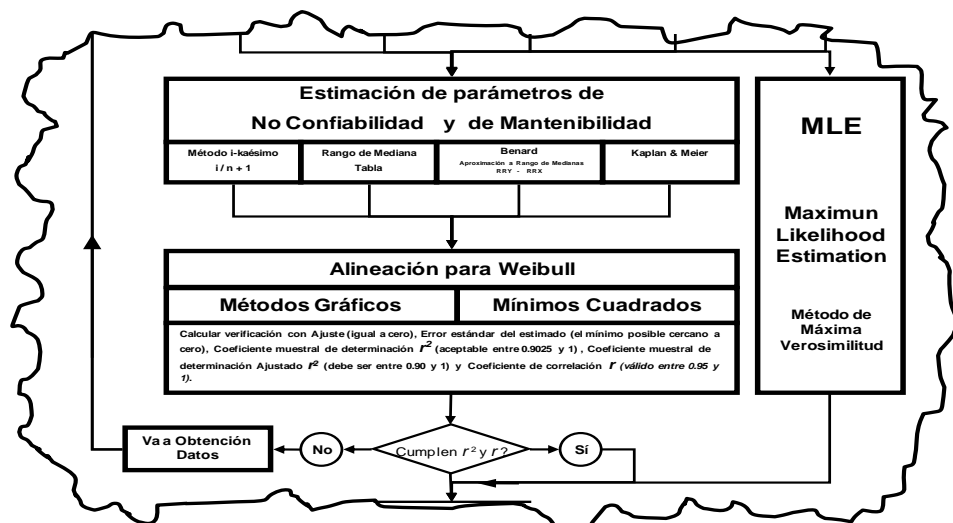 Estimación de parámetros de
No Confiabilidad y de Mantenibilidad
Método i-kaésimo
i / n + 1
Rango de Mediana
Tabla
Benard
Aproximación a Rango de Medianas
RRY - RRX
Kaplan & Meier
MLE
Maximun
Likelihood
Estimation
Método de
Máxima
Verosimilitud
Alineación para Weibull
Métodos Gráficos
Mínimos Cuadrados
Calcular verificación con Ajuste (igual a cero), Error estándar del estimado (el mínimo posible cercano a
cero), Coeficiente muestral de determinación r² (aceptable entre 0.9025 y 1) , Coeficiente muestral de
determinación Ajustado r² (debe ser entre 0.90 y 1) y Coeficiente de correlación r (válido entre 0.95 y
1).
Va a Obtención
Datos
No
Cumplen r² y r?
Sí